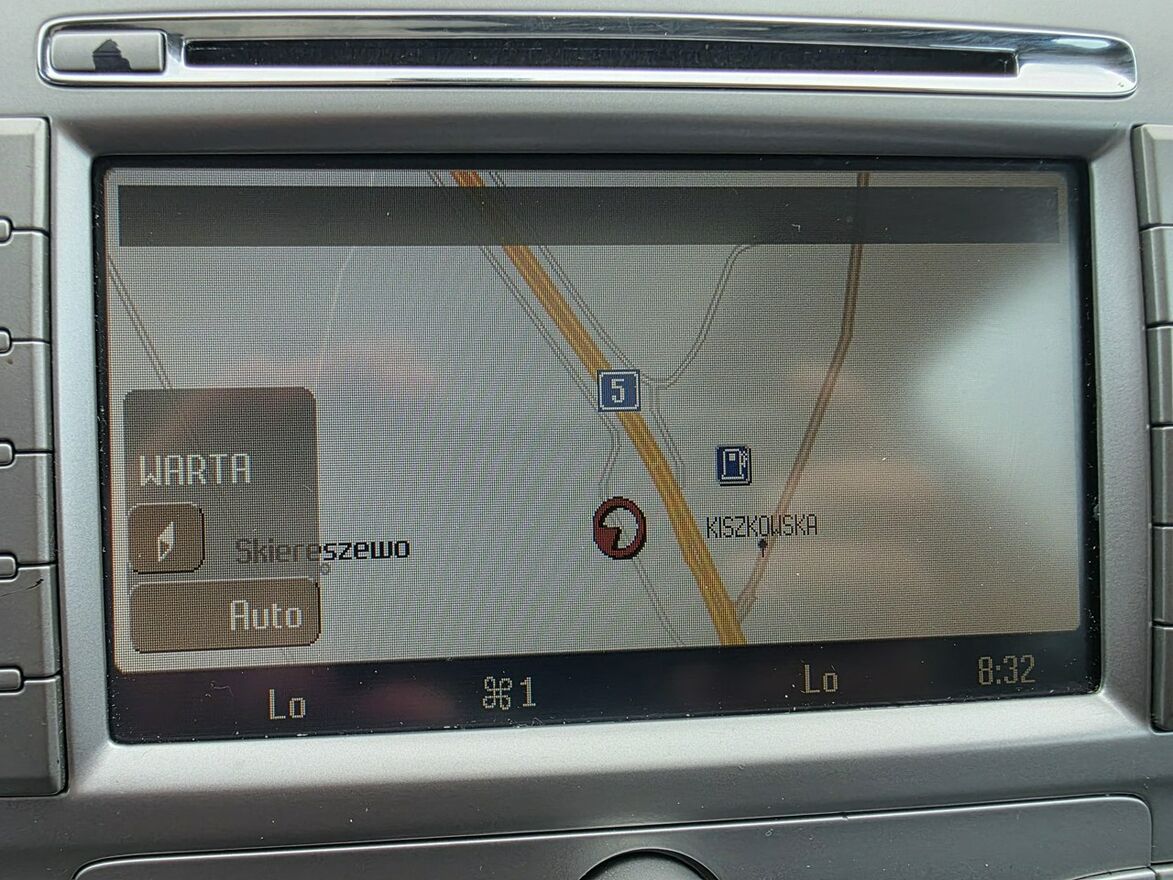 5
WARTA
KISZKOWSKA
Skiereszewo
Auto
Lo
⌘1
Lo
8:32